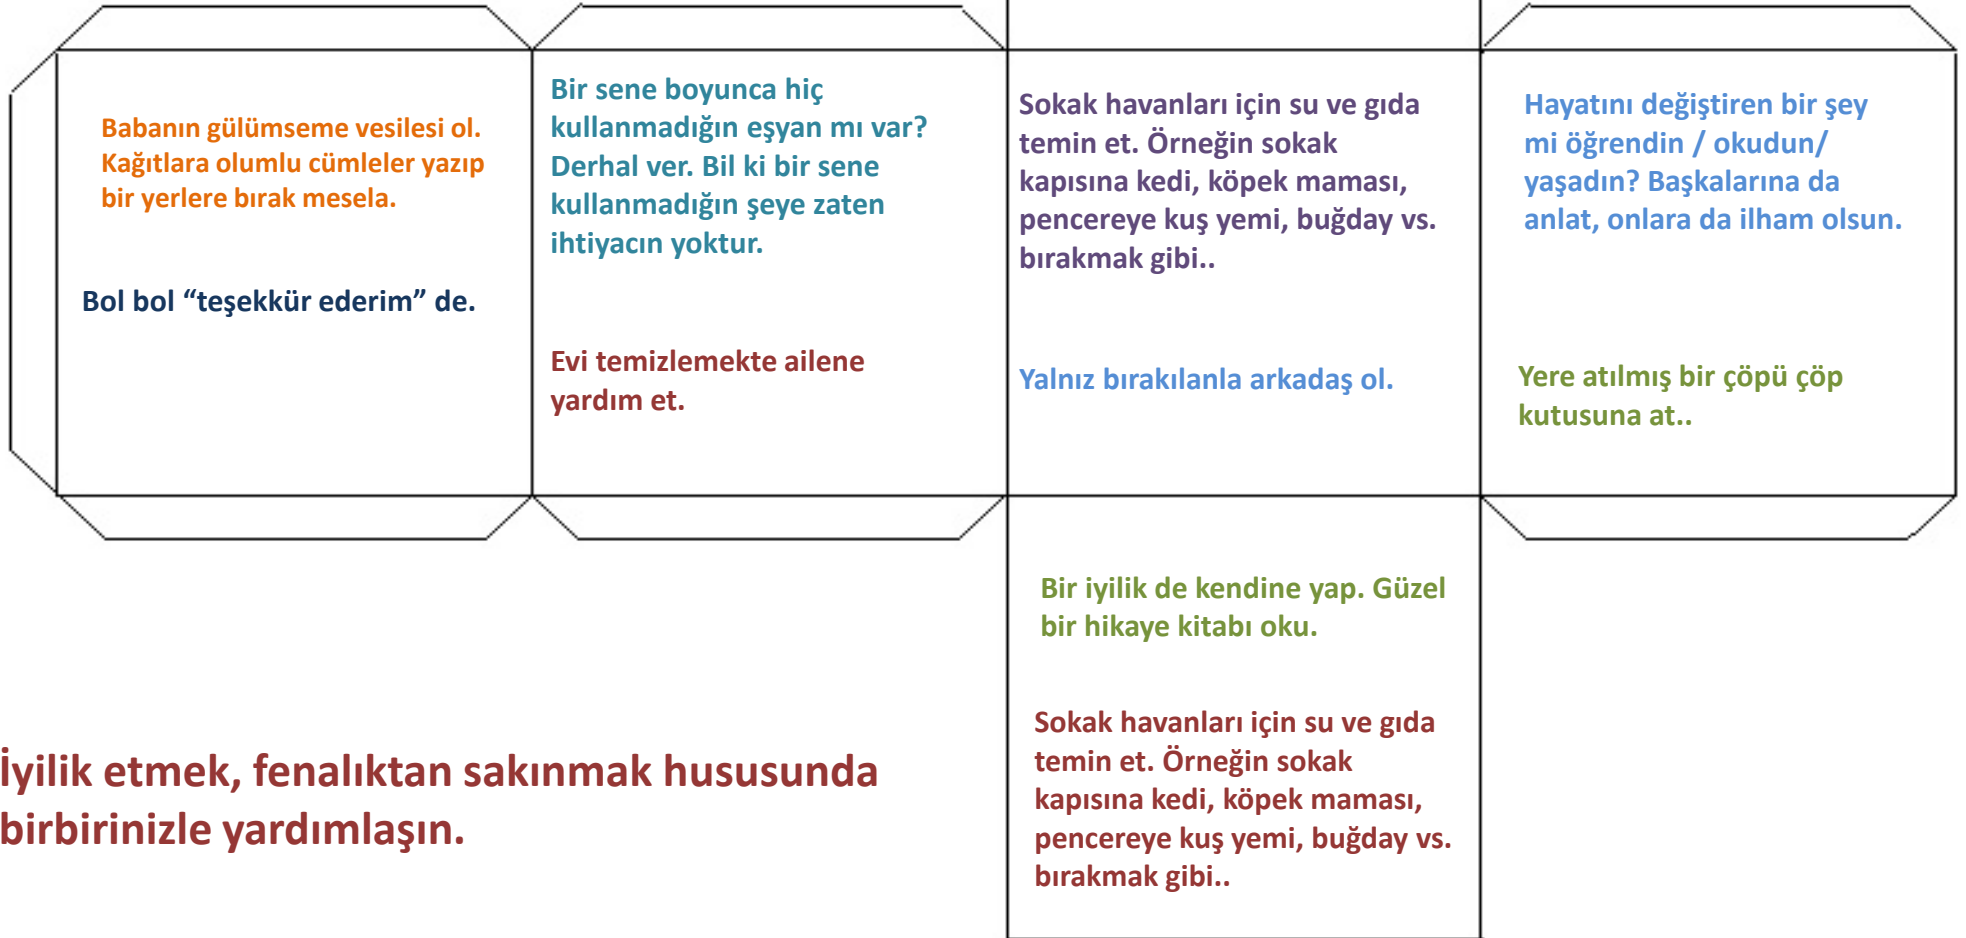 Babanın gülümseme vesilesi ol.
Kağıtlara olumlu cümleler yazıp
bir yerlere bırak mesela.
Bol bol “teşekkür ederim” de.
Bir sene boyunca hiç
kullanmadığın eşyan mı var?
Derhal ver. Bil ki bir sene
kullanmadığın şeye zaten
ihtiyacın yoktur.
Evi temizlemekte ailene
yardım et.
Sokak havanları için su ve gıda
temin et. Örneğin sokak
kapısına kedi, köpek maması,
pencereye kuş yemi, buğday vs.
bırakmak gibi..
Yalnız bırakılanla arkadaş ol.
Hayatını değiştiren bir şey
mi öğrendin / okudun/
yaşadın? Başkalarına da
anlat, onlara da ilham olsun.
Yere atılmış bir çöpü çöp
kutusuna at..
Bir iyilik de kendine yap. Güzel
bir hikaye kitabı oku.
Sokak havanları için su ve gıda
temin et. Örneğin sokak
kapısına kedi, köpek maması,
pencereye kuş yemi, buğday vs.
bırakmak gibi..
İyilik etmek, fenalıktan sakınmak hususunda
birbirinizle yardımlaşın.